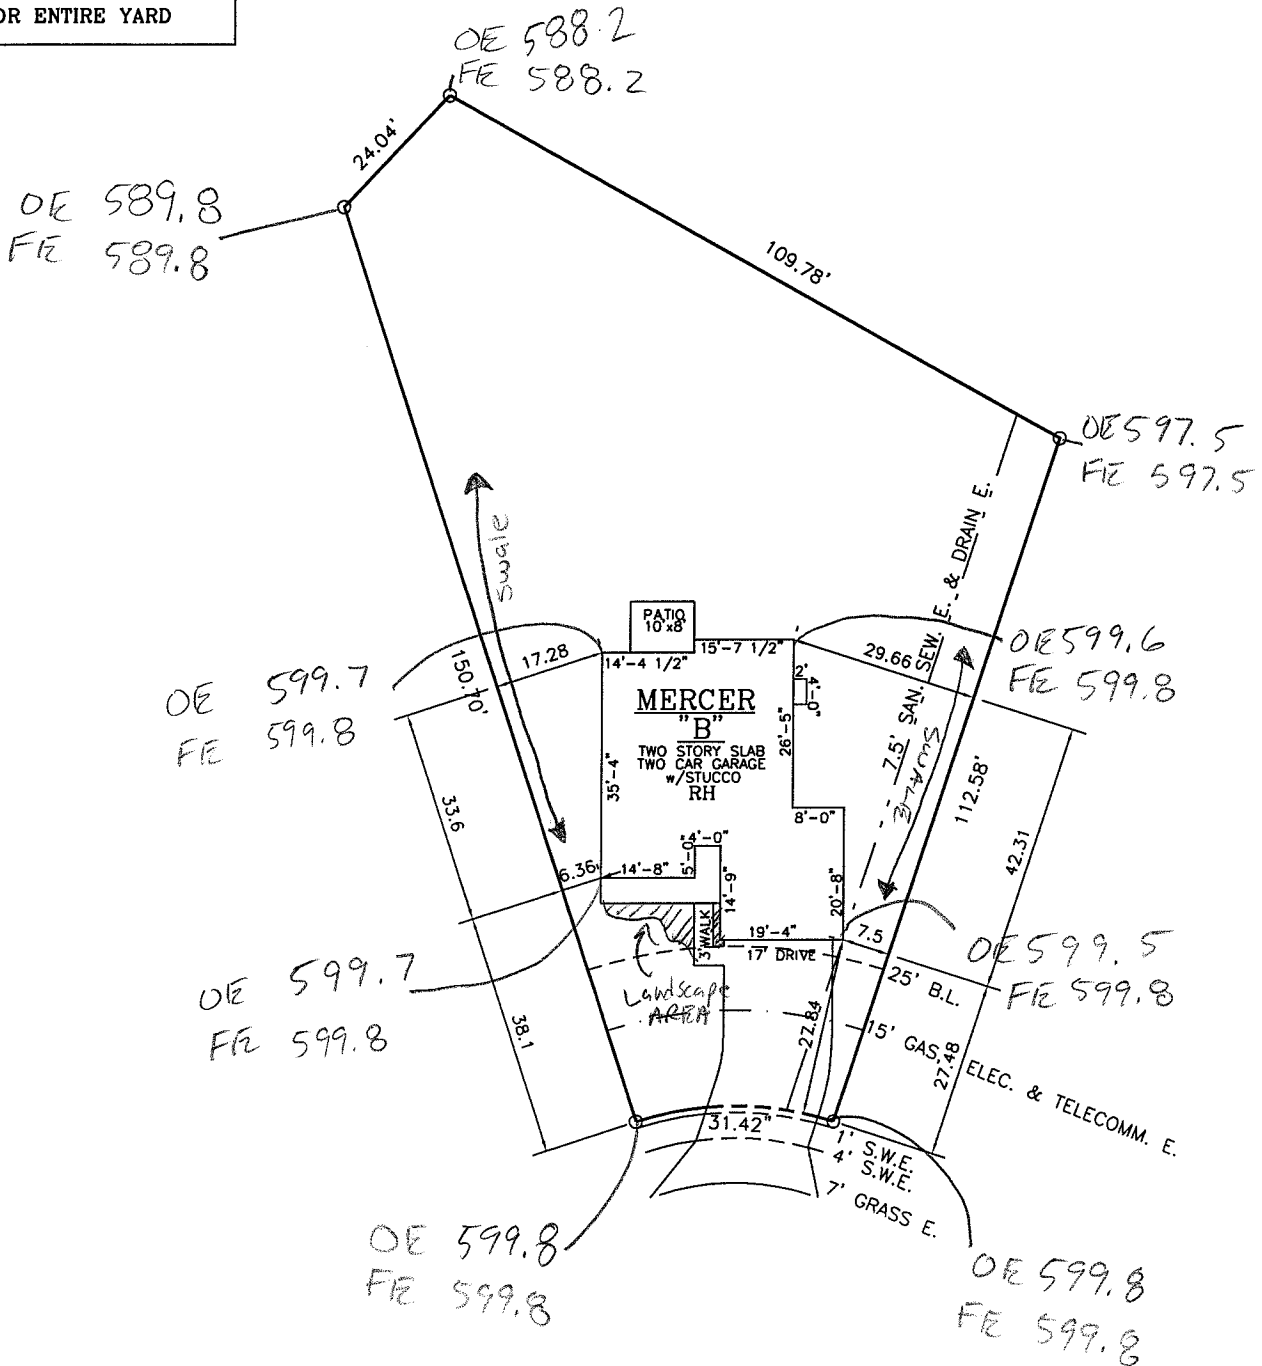 OR ENTIRE YARD
OE 588.2
FE 588.2
24.04'
OE 589.8
FE 589.8
109.78'
OE 597.5
FE 597.5
swale
7.5' SAN. SEW. E. & DRAIN E.
PATIO
10'x8'
17.28
14'-4 1/2"
15'-7 1/2"
29.66
OE 599.6
FE 599.8
OE 599.7
FE 599.8
150.70'
2'
4'-0"
MERCER
"B"
TWO STORY SLAB
TWO CAR GARAGE
w/STUCCO
RH
26'-5"
35'-4"
SWALE
112.58'
33.6
8'-0"
42.31
4'-0"
5'-0"
6.36
14'-8"
14'-9"
20'-8"
3' WALK
19'-4"
17' DRIVE
7.5
OE 599.5
FE 599.8
25' B.L.
OE 599.7
FE 599.8
Landscape
AREA
38.1
27.84
15' GAS, ELEC. & TELECOMM. E.
27.48
31.42"
1' S.W.E.
4' S.W.E.
7' GRASS E.
OE 599.8
FE 599.8
OE 599.8
FE 599.8